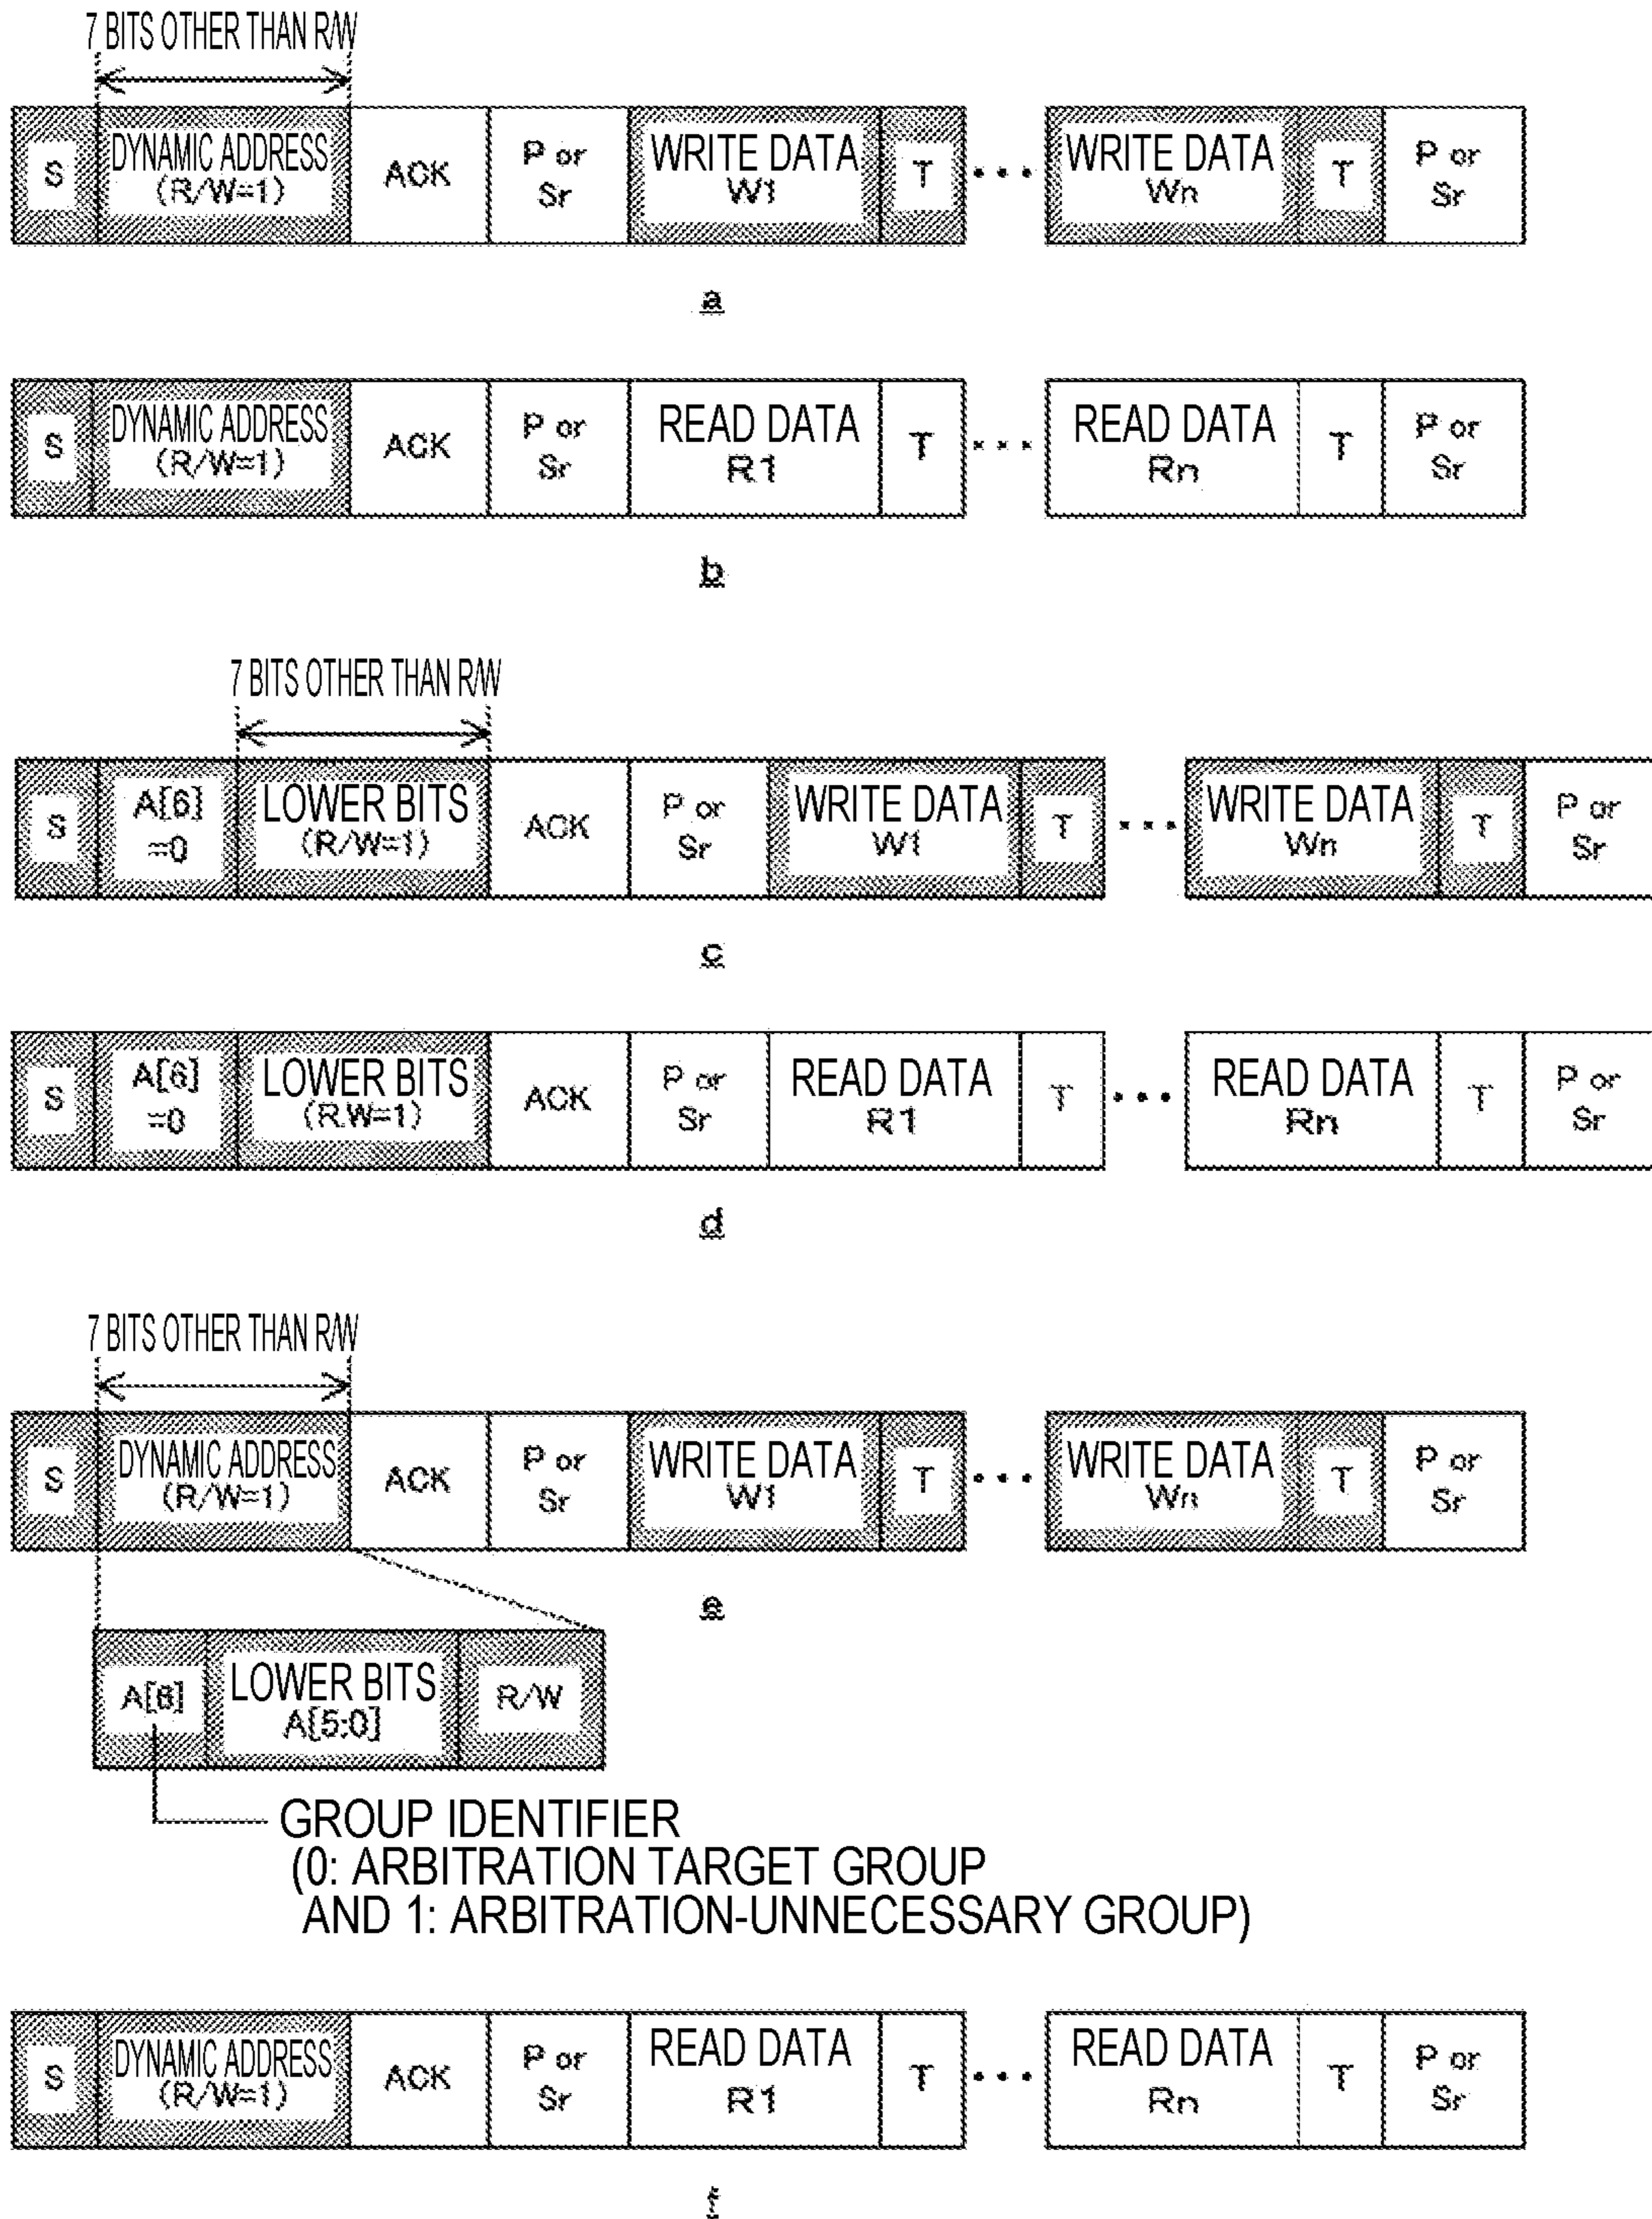 7 BITS OTHER THAN R/W
S DYNAMIC ADDRESS (R/W=1) ACK P or Sr WRITE DATA W1 T ••• WRITE DATA Wn T P or Sr
a
S DYNAMIC ADDRESS (R/W=1) ACK P or Sr READ DATA R1 T ••• READ DATA Rn T P or Sr
b
7 BITS OTHER THAN R/W
S A[6] =0 LOWER BITS (R/W=1) ACK P or Sr WRITE DATA W1 T ••• WRITE DATA Wn T P or Sr
c
S A[6] =0 LOWER BITS (R.W=1) ACK P or Sr READ DATA R1 T ••• READ DATA Rn T P or Sr
d
7 BITS OTHER THAN R/W
S DYNAMIC ADDRESS (R/W=1) ACK P or Sr WRITE DATA W1 T ••• WRITE DATA Wn T P or Sr
e
A[6] LOWER BITS A[5:0] R/W
GROUP IDENTIFIER
(0: ARBITRATION TARGET GROUP
AND 1: ARBITRATION-UNNECESSARY GROUP)
S DYNAMIC ADDRESS (R/W=1) ACK P or Sr READ DATA R1 T ••• READ DATA Rn T P or Sr
f